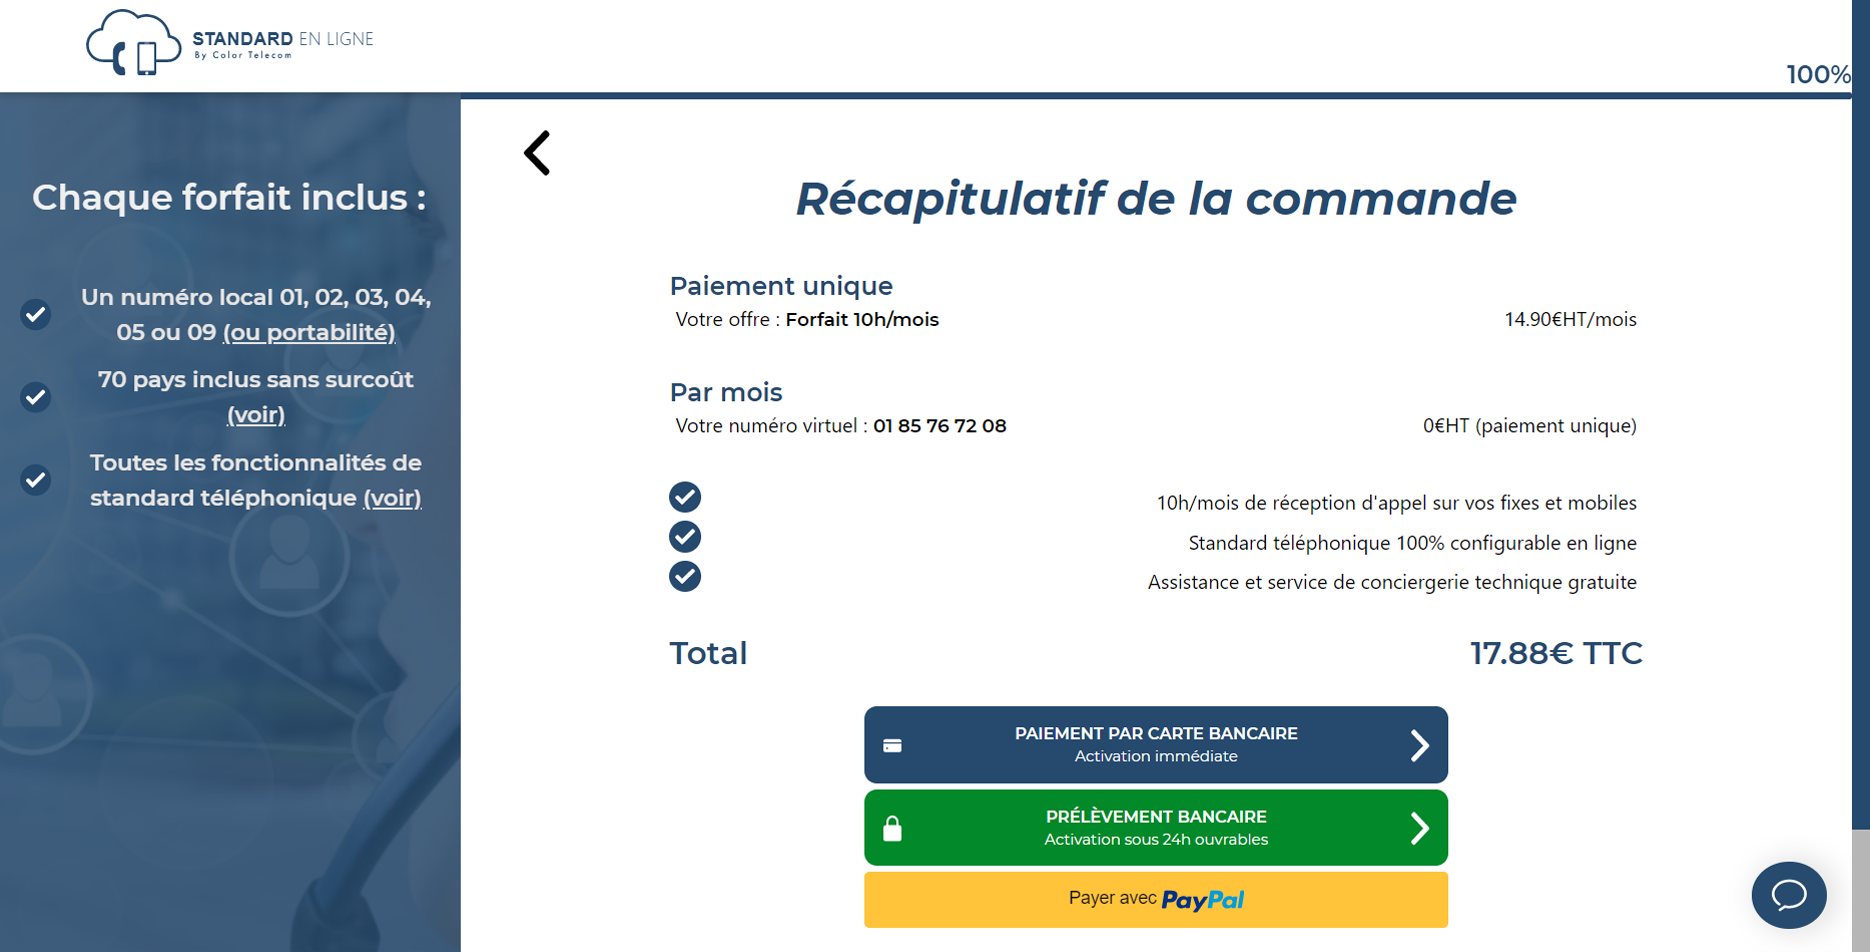 STANDARD EN LIGNE
By Color Telecom
100%
Chaque forfait inclus :
Un numéro local 01, 02, 03, 04,
05 ou 09 (ou portabilité)
70 pays inclus sans surcoût
(voir)
Toutes les fonctionnalités de
standard téléphonique (voir)
Récapitulatif de la commande
Paiement unique
Votre offre : Forfait 10h/mois 14.90€HT/mois
Par mois
Votre numéro virtuel : 01 85 76 72 08 0€HT (paiement unique)
10h/mois de réception d'appel sur vos fixes et mobiles
Standard téléphonique 100% configurable en ligne
Assistance et service de conciergerie technique gratuite
Total 17.88€ TTC
PAIEMENT PAR CARTE BANCAIRE
Activation immédiate
PRÉLÈVEMENT BANCAIRE
Activation sous 24h ouvrables
Payer avec PayPal